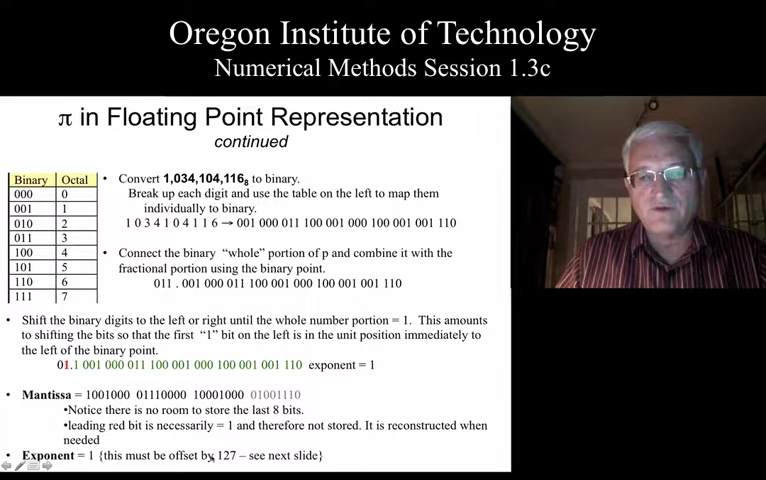 Oregon Institute of Technology
Numerical Methods Session 1.3c
π in Floating Point Representation
continued
Binary Octal
000 0
001 1
010 2
011 3
100 4
101 5
110 6
111 7
• Convert 1,034,104,116₈ to binary.
Break up each digit and use the table on the left to map them
individually to binary.
1 0 3 4 1 0 4 1 1 6 → 001 000 011 100 001 000 100 001 001 110
• Connect the binary “whole” portion of p and combine it with the
fractional portion using the binary point.
011 . 001 000 011 100 001 000 100 001 001 110
• Shift the binary digits to the left or right until the whole number portion = 1. This amounts
to shifting the bits so that the first “1” bit on the left is in the unit position immediately to
the left of the binary point.
01.1 001 000 011 100 001 000 100 001 001 110 exponent = 1
• Mantissa = 1001000 01110000 10001000 01001110
•Notice there is no room to store the last 8 bits.
•leading red bit is necessarily = 1 and therefore not stored. It is reconstructed when
needed
• Exponent = 1 {this must be offset by 127 – see next slide}